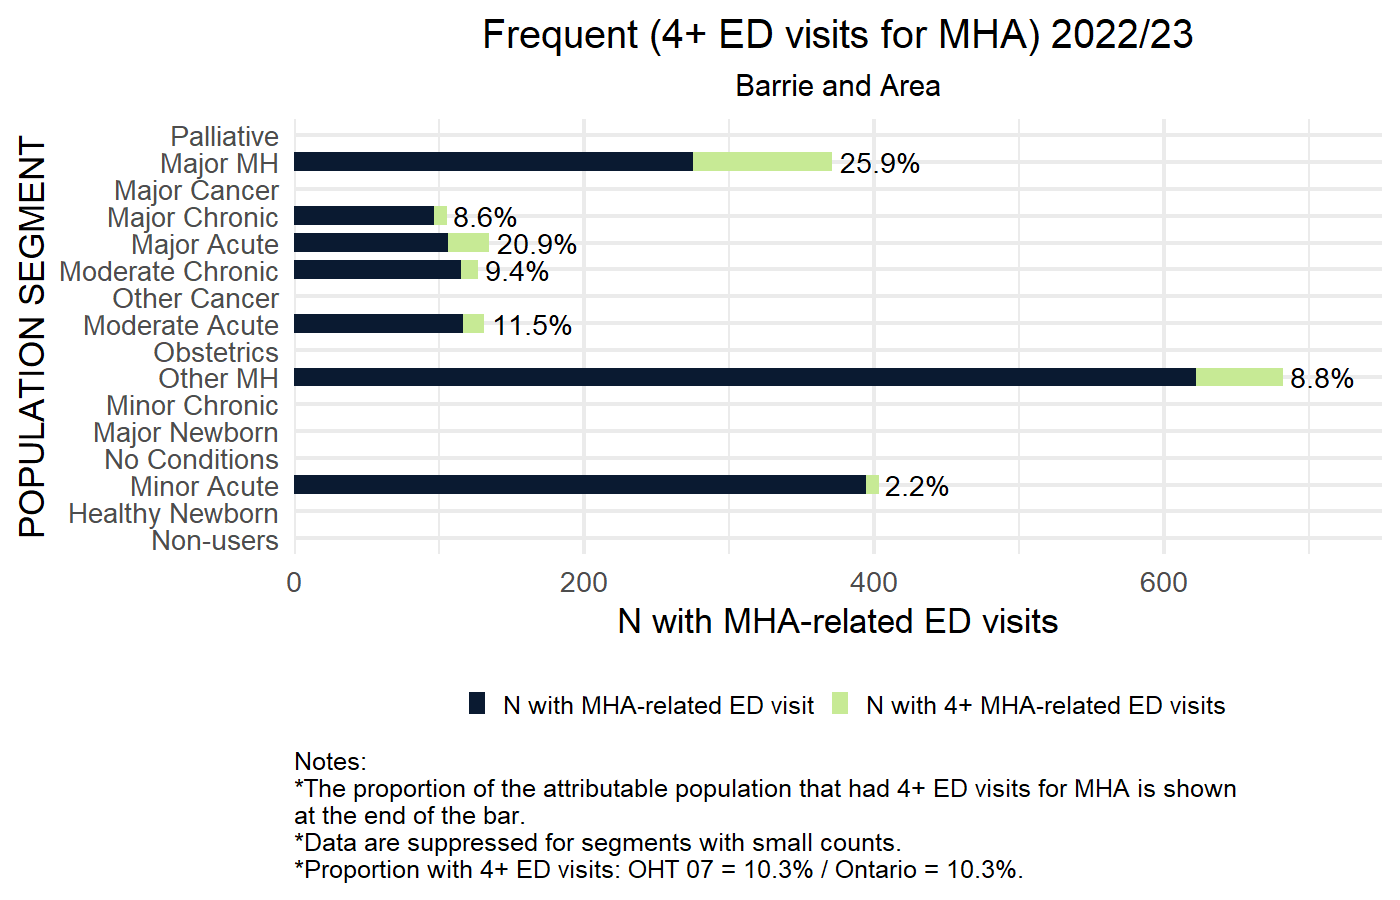 Frequent (4+ ED visits for MHA) 2022/23
Barrie and Area
POPULATION SEGMENT
Palliative
Major MH 25.9%
Major Cancer
Major Chronic 8.6%
Major Acute 20.9%
Moderate Chronic 9.4%
Other Cancer
Moderate Acute 11.5%
Obstetrics
Other MH 8.8%
Minor Chronic
Major Newborn
No Conditions
Minor Acute 2.2%
Healthy Newborn
Non-users
0 200 400 600
N with MHA-related ED visits
N with MHA-related ED visit N with 4+ MHA-related ED visits
Notes:
*The proportion of the attributable population that had 4+ ED visits for MHA is shown
at the end of the bar.
*Data are suppressed for segments with small counts.
*Proportion with 4+ ED visits: OHT 07 = 10.3% / Ontario = 10.3%.